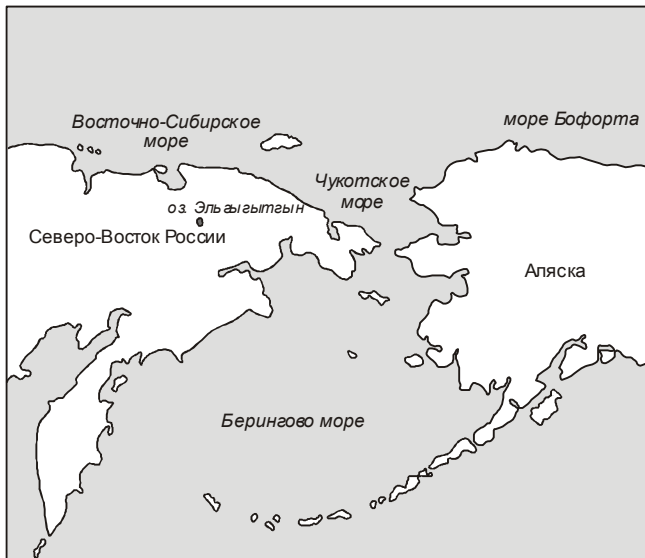 Восточно-Сибирское
море
море Бофорта
Чукотское
море
оз. Эльгыгытгын
Северо-Восток России
Аляска
Берингово море